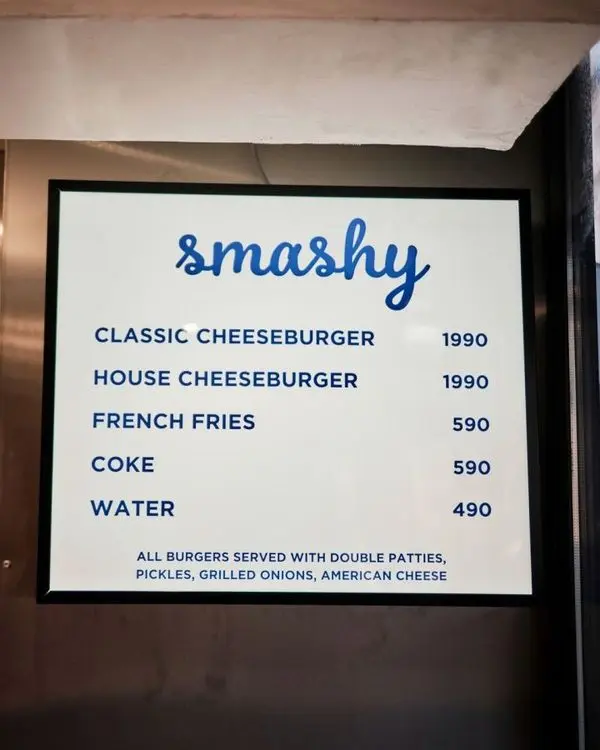 smashy
CLASSIC CHEESEBURGER 1990
HOUSE CHEESEBURGER 1990
FRENCH FRIES 590
COKE 590
WATER 490
ALL BURGERS SERVED WITH DOUBLE PATTIES,
PICKLES, GRILLED ONIONS, AMERICAN CHEESE